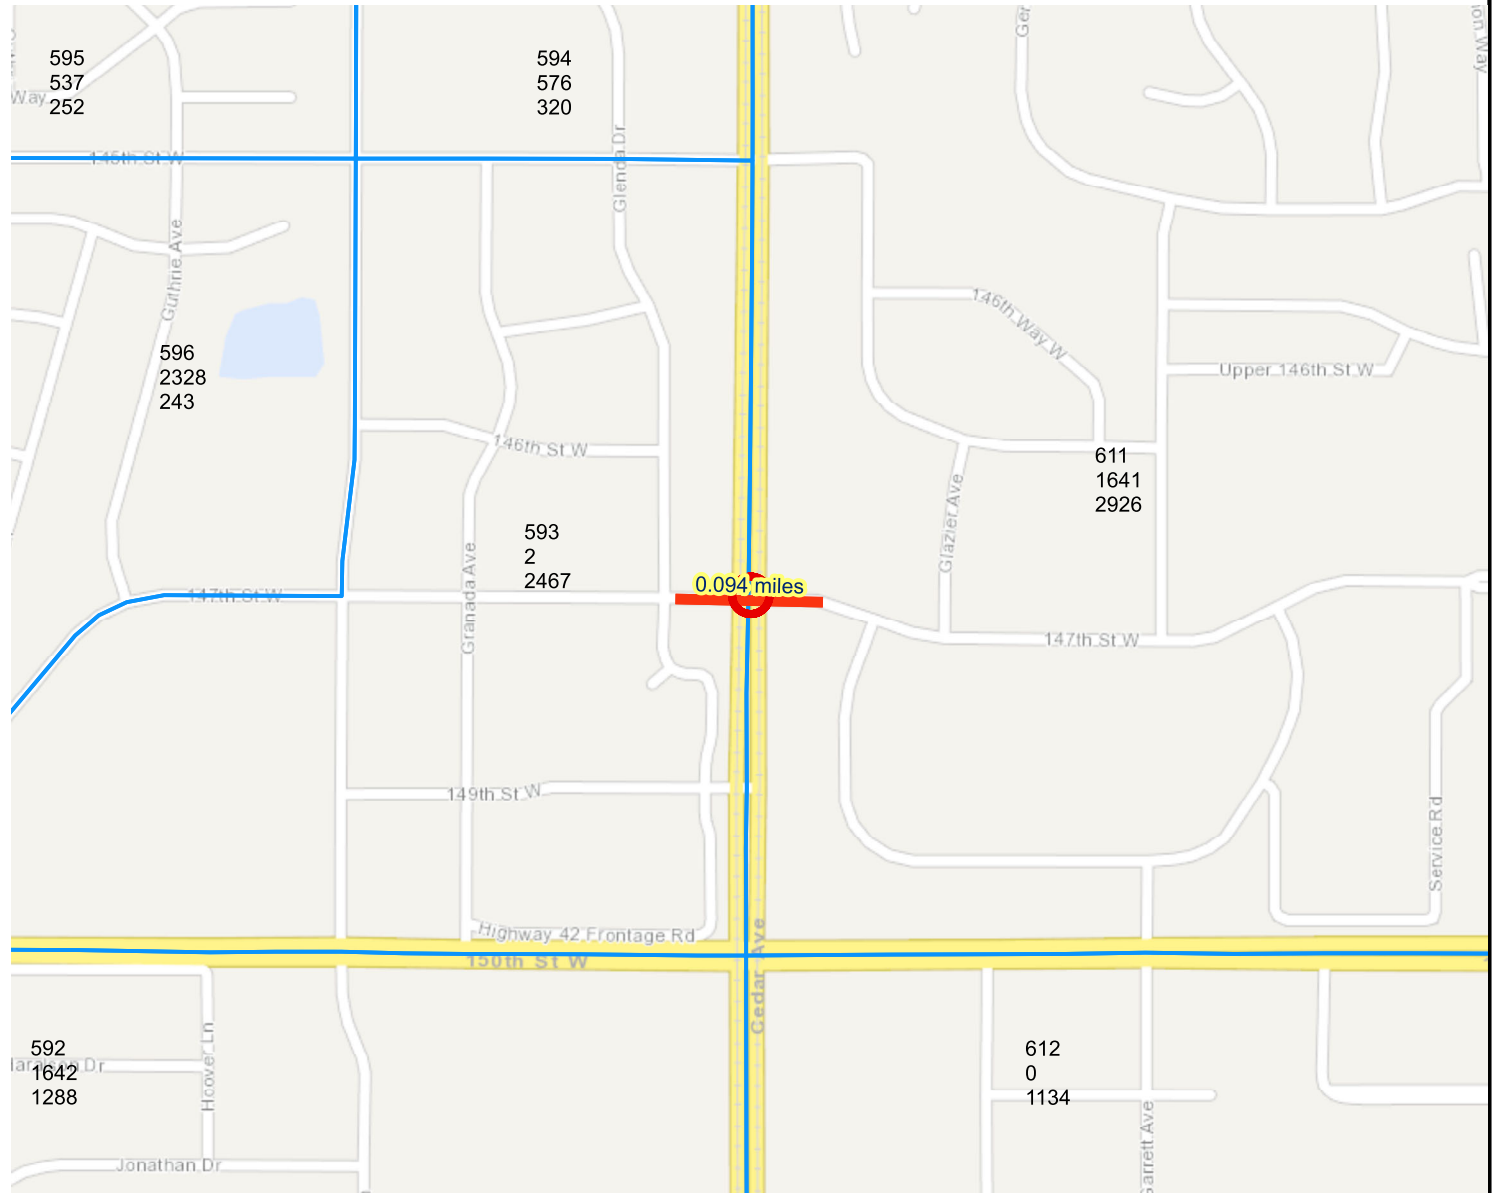 595
537
252
594
576
320
Way
145th St W
Glenda Dr
Guthrie Ave
146th Way W
Upper 146th St W
596
2328
243
146th St W
611
1641
2926
Glazier Ave
593
2
2467
0.094 miles
147th St W
Granada Ave
147th St W
149th St W
Service Rd
Highway 42 Frontage Rd
150th St W
Cedar Ave
Hoover Ln
592
1642
1288
612
0
1134
Garrett Ave
Jonathan Dr